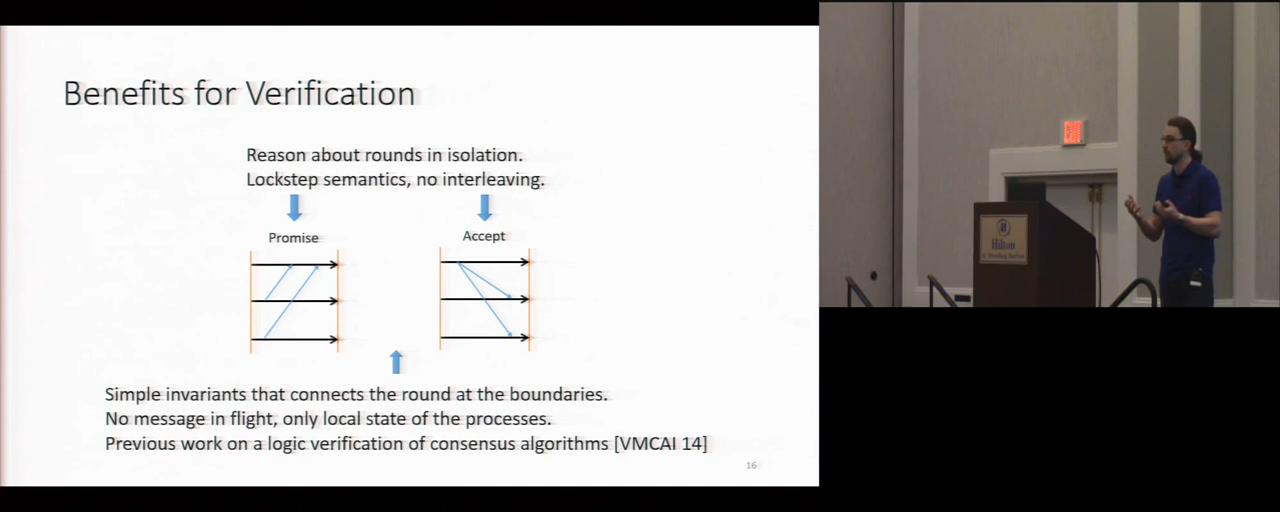 Benefits for Verification
Reason about rounds in isolation.
Lockstep semantics, no interleaving.
Promise
Accept
Simple invariants that connects the round at the boundaries.
No message in flight, only local state of the processes.
Previous work on a logic verification of consensus algorithms [VMCAI 14]
16
Hilton